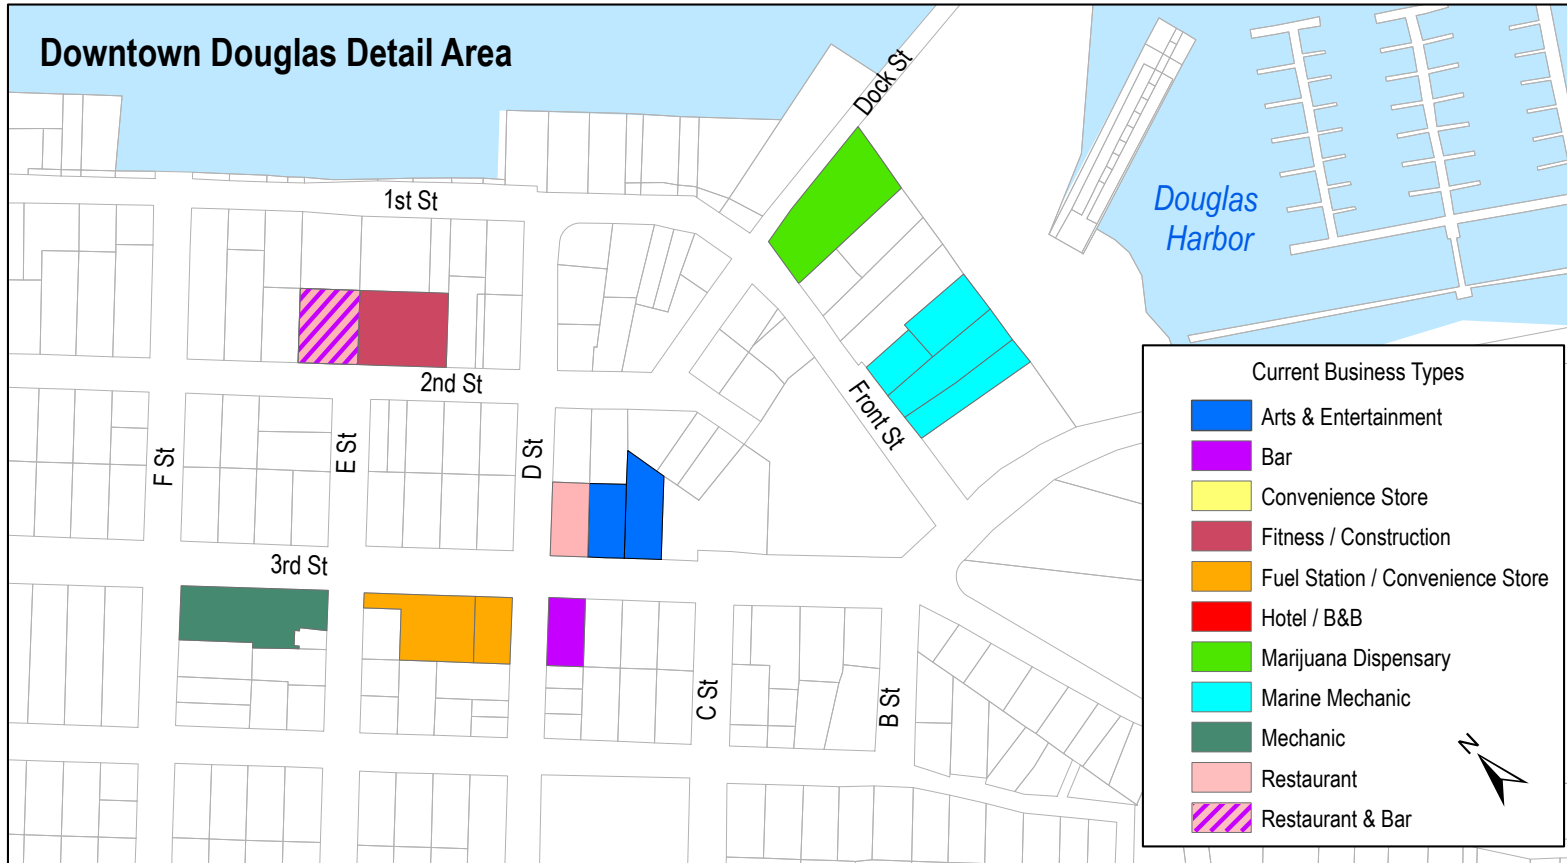 Downtown Douglas Detail Area
Dock St
1st St
Douglas
Harbor
2nd St
Front St
F St
E St
D St
3rd St
C St
B St
Current Business Types
Arts & Entertainment
Bar
Convenience Store
Fitness / Construction
Fuel Station / Convenience Store
Hotel / B&B
Marijuana Dispensary
Marine Mechanic
Mechanic
Restaurant
Restaurant & Bar
N